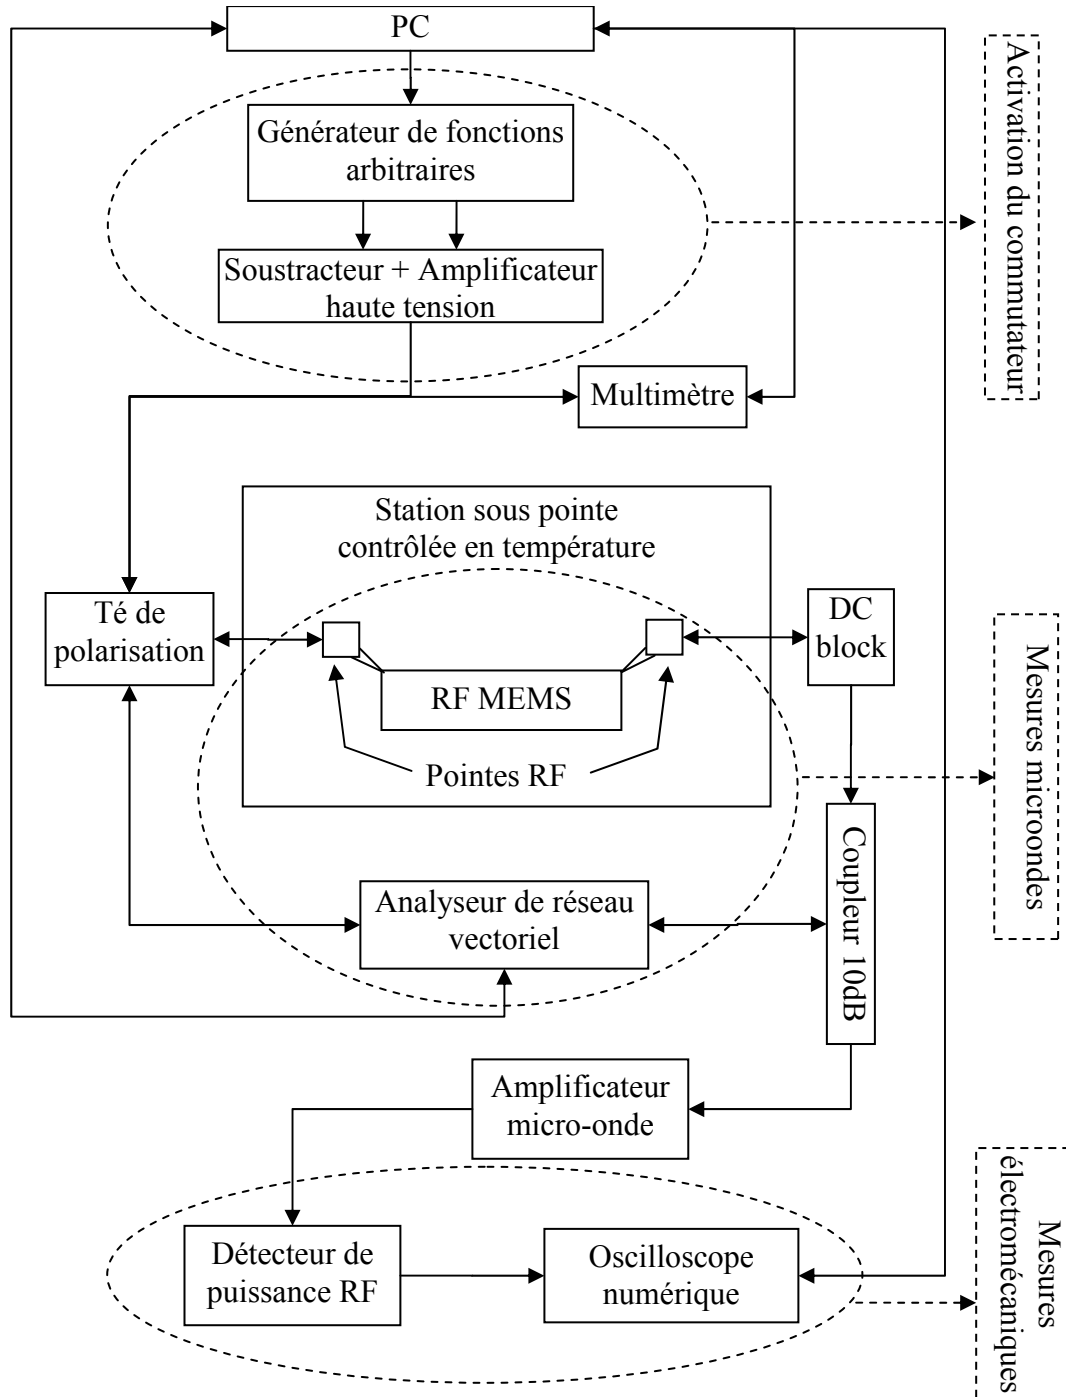 PC
Générateur de fonctions
arbitraires
Soustracteur + Amplificateur
haute tension
Activation du commutateur
Multimètre
Station sous pointe
contrôlée en température
Té de
polarisation
RF MEMS
Pointes RF
DC
block
Mesures microondes
Analyseur de réseau
vectoriel
Coupleur 10dB
Amplificateur
micro-onde
Détecteur de
puissance RF
Oscilloscope
numérique
Mesures
électromécaniques